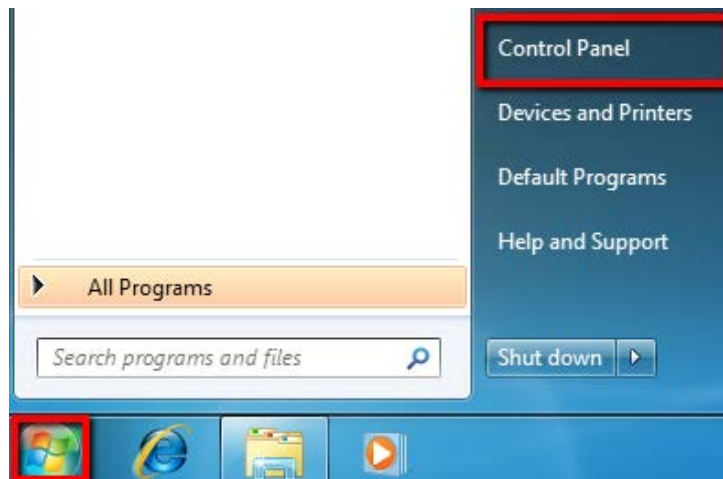 Control Panel
Devices and Printers
Default Programs
Help and Support
All Programs
Search programs and files
Shut down